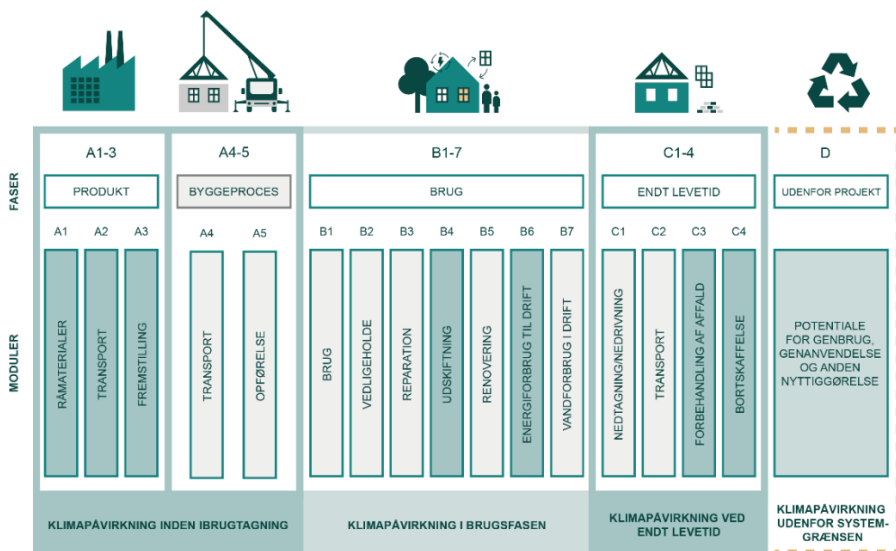 A1-3
A4-5
B1-7
C1-4
D
FASER
PRODUKT
BYGGEPROCES
BRUG
ENDT LEVETID
UDENFOR PROJEKT
A1
A2
A3
A4
A5
B1
B2
B3
B4
B5
B6
B7
C1
C2
C3
C4
MODULER
RÅMATERIALER
TRANSPORT
FREMSTILLING
TRANSPORT
OPFØRELSE
BRUG
VEDLIGEHOLDE
REPARATION
UDSKIFTNING
RENOVERING
ENERGIFORBRUG TIL DRIFT
VANDFORBRUG I DRIFT
NEDTAGNING/NEDRIVNING
TRANSPORT
FORBEHANDLING AF AFFALD
BORTSKAFFELSE
POTENTIALE
FOR GENBRUG,
GENANVENDELSE
OG ANDEN
NYTTIGGØRELSE
KLIMAPÅVIRKNING INDEN IBRUGTAGNING
KLIMAPÅVIRKNING I BRUGSFASEN
KLIMAPÅVIRKNING VED
ENDT LEVETID
KLIMAPÅVIRKNING
UDENFOR SYSTEM-
GRÆNSEN